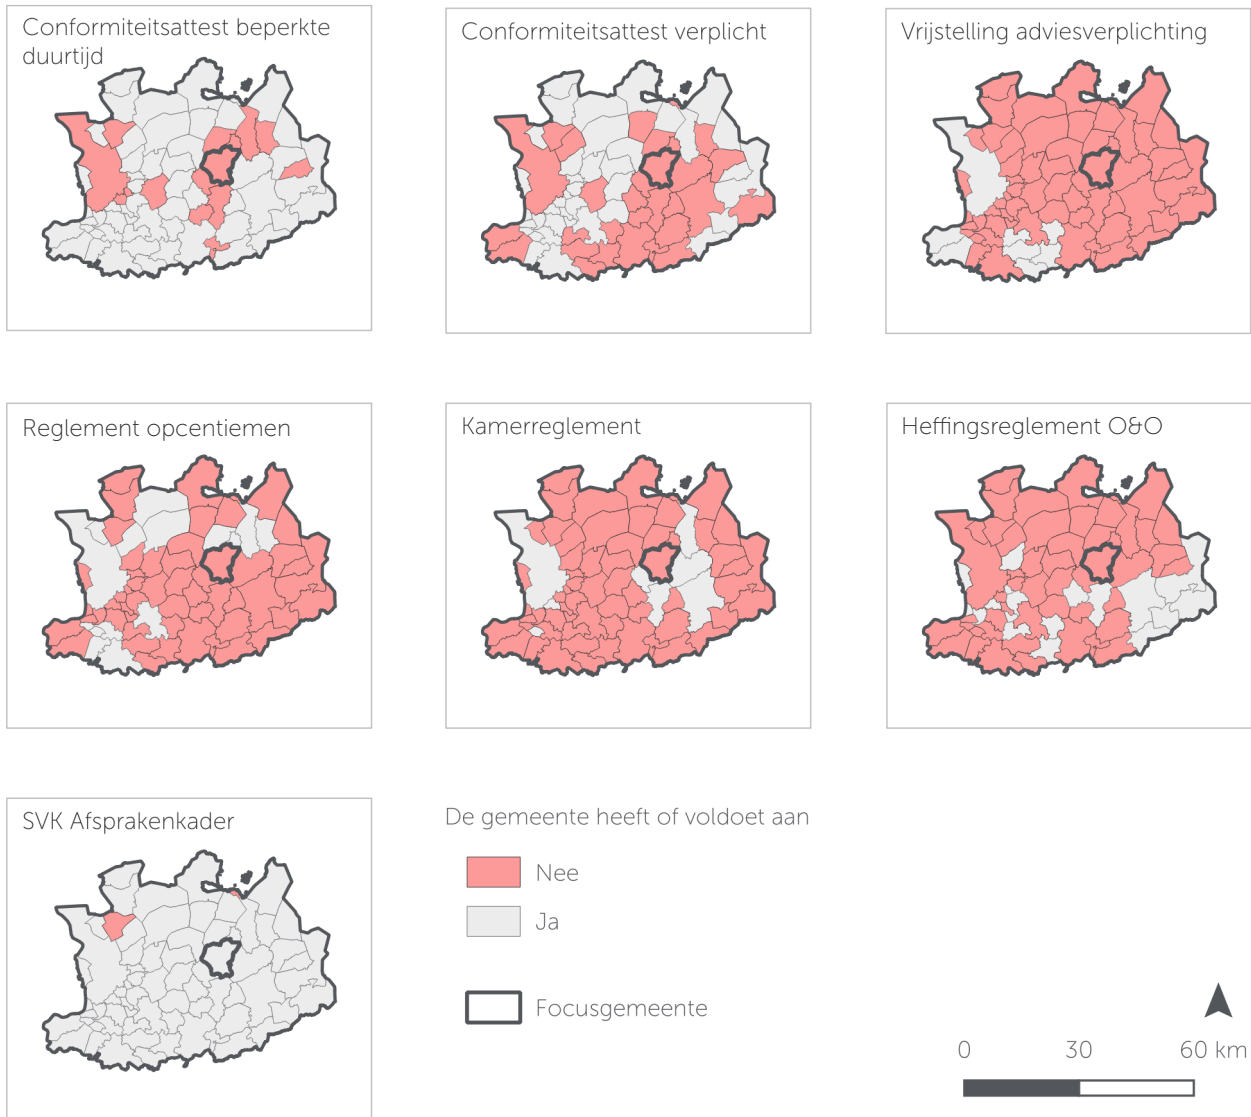 Conformiteitsattest beperkte
duurtijd
Conformiteitsattest verplicht
Vrijstelling adviesverplichting
Reglement opcentiemen
Kamerreglement
Heffingsreglement O&O
SVK Afsprakenkader
De gemeente heeft of voldoet aan
Nee
Ja
Focusgemeente
0 30 60 km